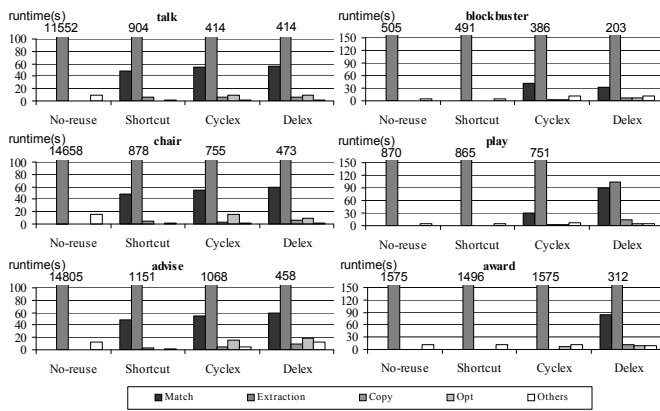 runtime(s) talk
11552 904 414 414
100
80
60
40
20
0
No-reuse Shortcut Cyclex Delex
runtime(s) blockbuster
505 491 386 203
150
120
90
60
30
0
No-reuse Shortcut Cyclex Delex
runtime(s) chair
14658 878 755 473
100
80
60
40
20
0
No-reuse Shortcut Cyclex Delex
runtime(s) play
870 865 751
150
120
90
60
30
0
No-reuse Shortcut Cyclex Delex
runtime(s) advise
14805 1151 1068 458
100
80
60
40
20
0
No-reuse Shortcut Cyclex Delex
runtime(s) award
1575 1496 1575 312
150
120
90
60
30
0
No-reuse Shortcut Cyclex Delex
Match Extraction Copy Opt Others